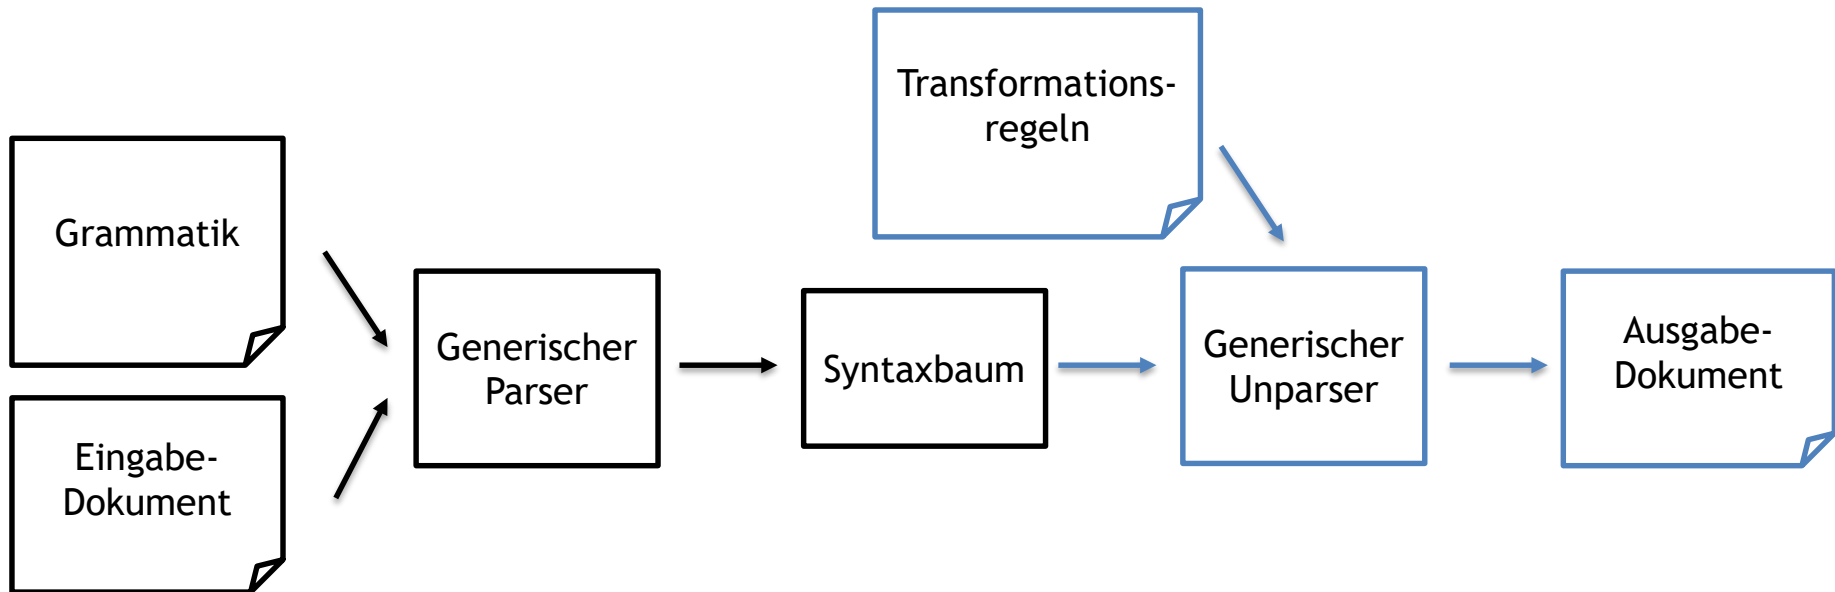 Transformations-
regeln
Grammatik
Eingabe-
Dokument
Generischer
Parser
Syntaxbaum
Generischer
Unparser
Ausgabe-
Dokument